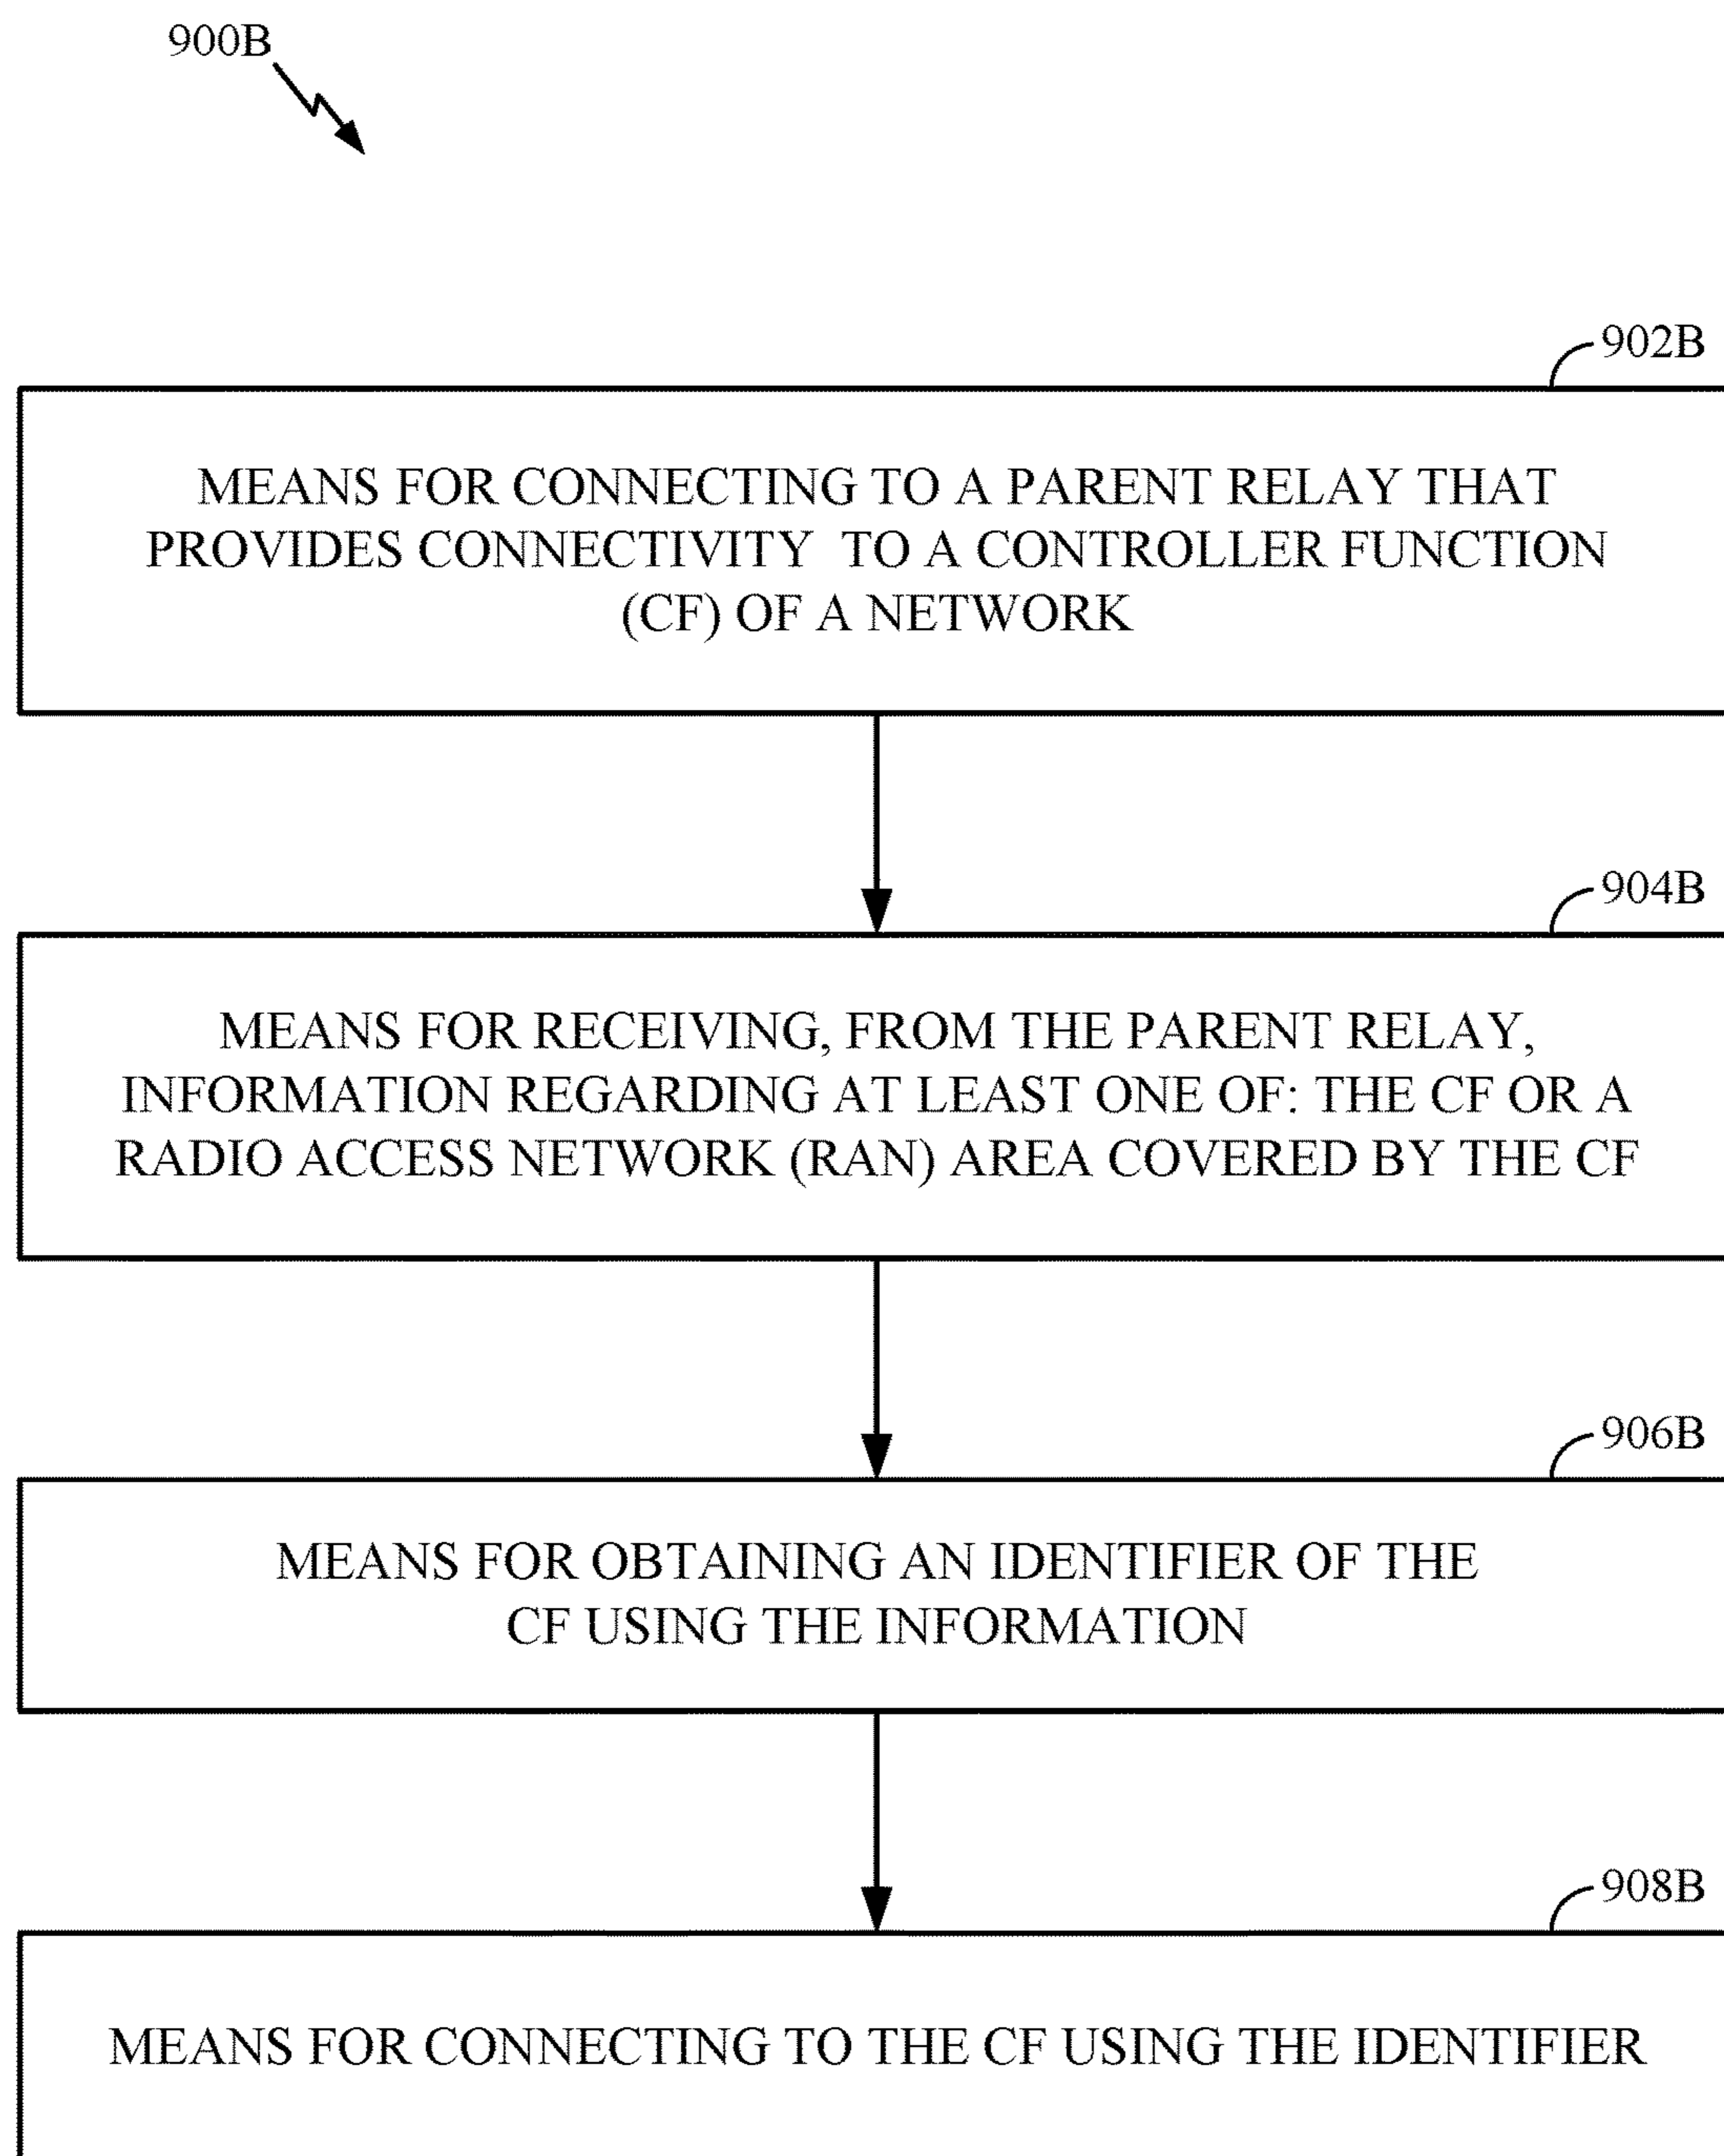 900B
902B
MEANS FOR CONNECTING TO A PARENT RELAY THAT
PROVIDES CONNECTIVITY TO A CONTROLLER FUNCTION
(CF) OF A NETWORK
904B
MEANS FOR RECEIVING, FROM THE PARENT RELAY,
INFORMATION REGARDING AT LEAST ONE OF: THE CF OR A
RADIO ACCESS NETWORK (RAN) AREA COVERED BY THE CF
906B
MEANS FOR OBTAINING AN IDENTIFIER OF THE
CF USING THE INFORMATION
908B
MEANS FOR CONNECTING TO THE CF USING THE IDENTIFIER